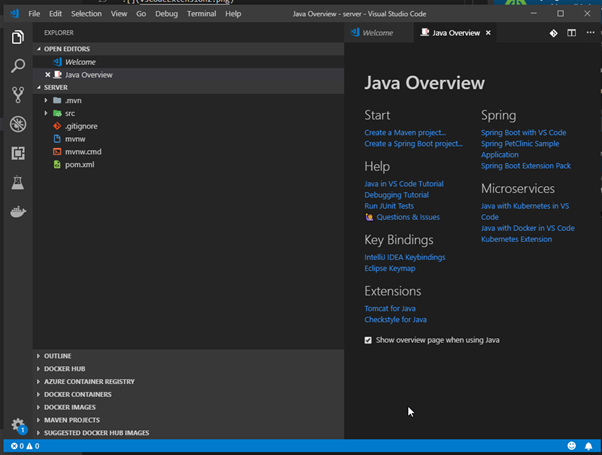 File Edit Selection View Go Debug Terminal Help
Java Overview - server - Visual Studio Code
EXPLORER
OPEN EDITORS
Welcome
Java Overview
SERVER
.mvn
src
.gitignore
mvnw
mvnw.cmd
pom.xml
OUTLINE
DOCKER HUB
AZURE CONTAINER REGISTRY
DOCKER CONTAINERS
DOCKER IMAGES
MAVEN PROJECTS
SUGGESTED DOCKER HUB IMAGES
Welcome
Java Overview
Java Overview
Start
Create a Maven project...
Create a Spring Boot project...
Help
Java in VS Code Tutorial
Debugging Tutorial
Run JUnit Tests
Questions & Issues
Key Bindings
IntelliJ IDEA Keybindings
Eclipse Keymap
Extensions
Tomcat for Java
Checkstyle for Java
Spring
Spring Boot with VS Code
Spring PetClinic Sample
Application
Spring Boot Extension Pack
Microservices
Java with Kubernetes in VS
Code
Java with Docker in VS Code
Kubernetes Extension
Show overview page when using Java
1
0 0